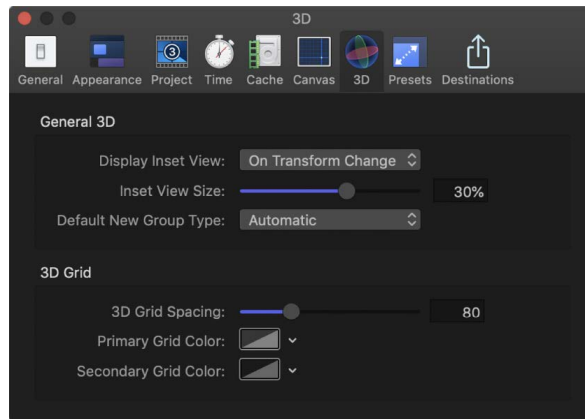 3D
General Appearance Project Time Cache Canvas 3D Presets Destinations
General 3D
Display Inset View: On Transform Change
Inset View Size: 30%
Default New Group Type: Automatic
3D Grid
3D Grid Spacing: 80
Primary Grid Color:
Secondary Grid Color: